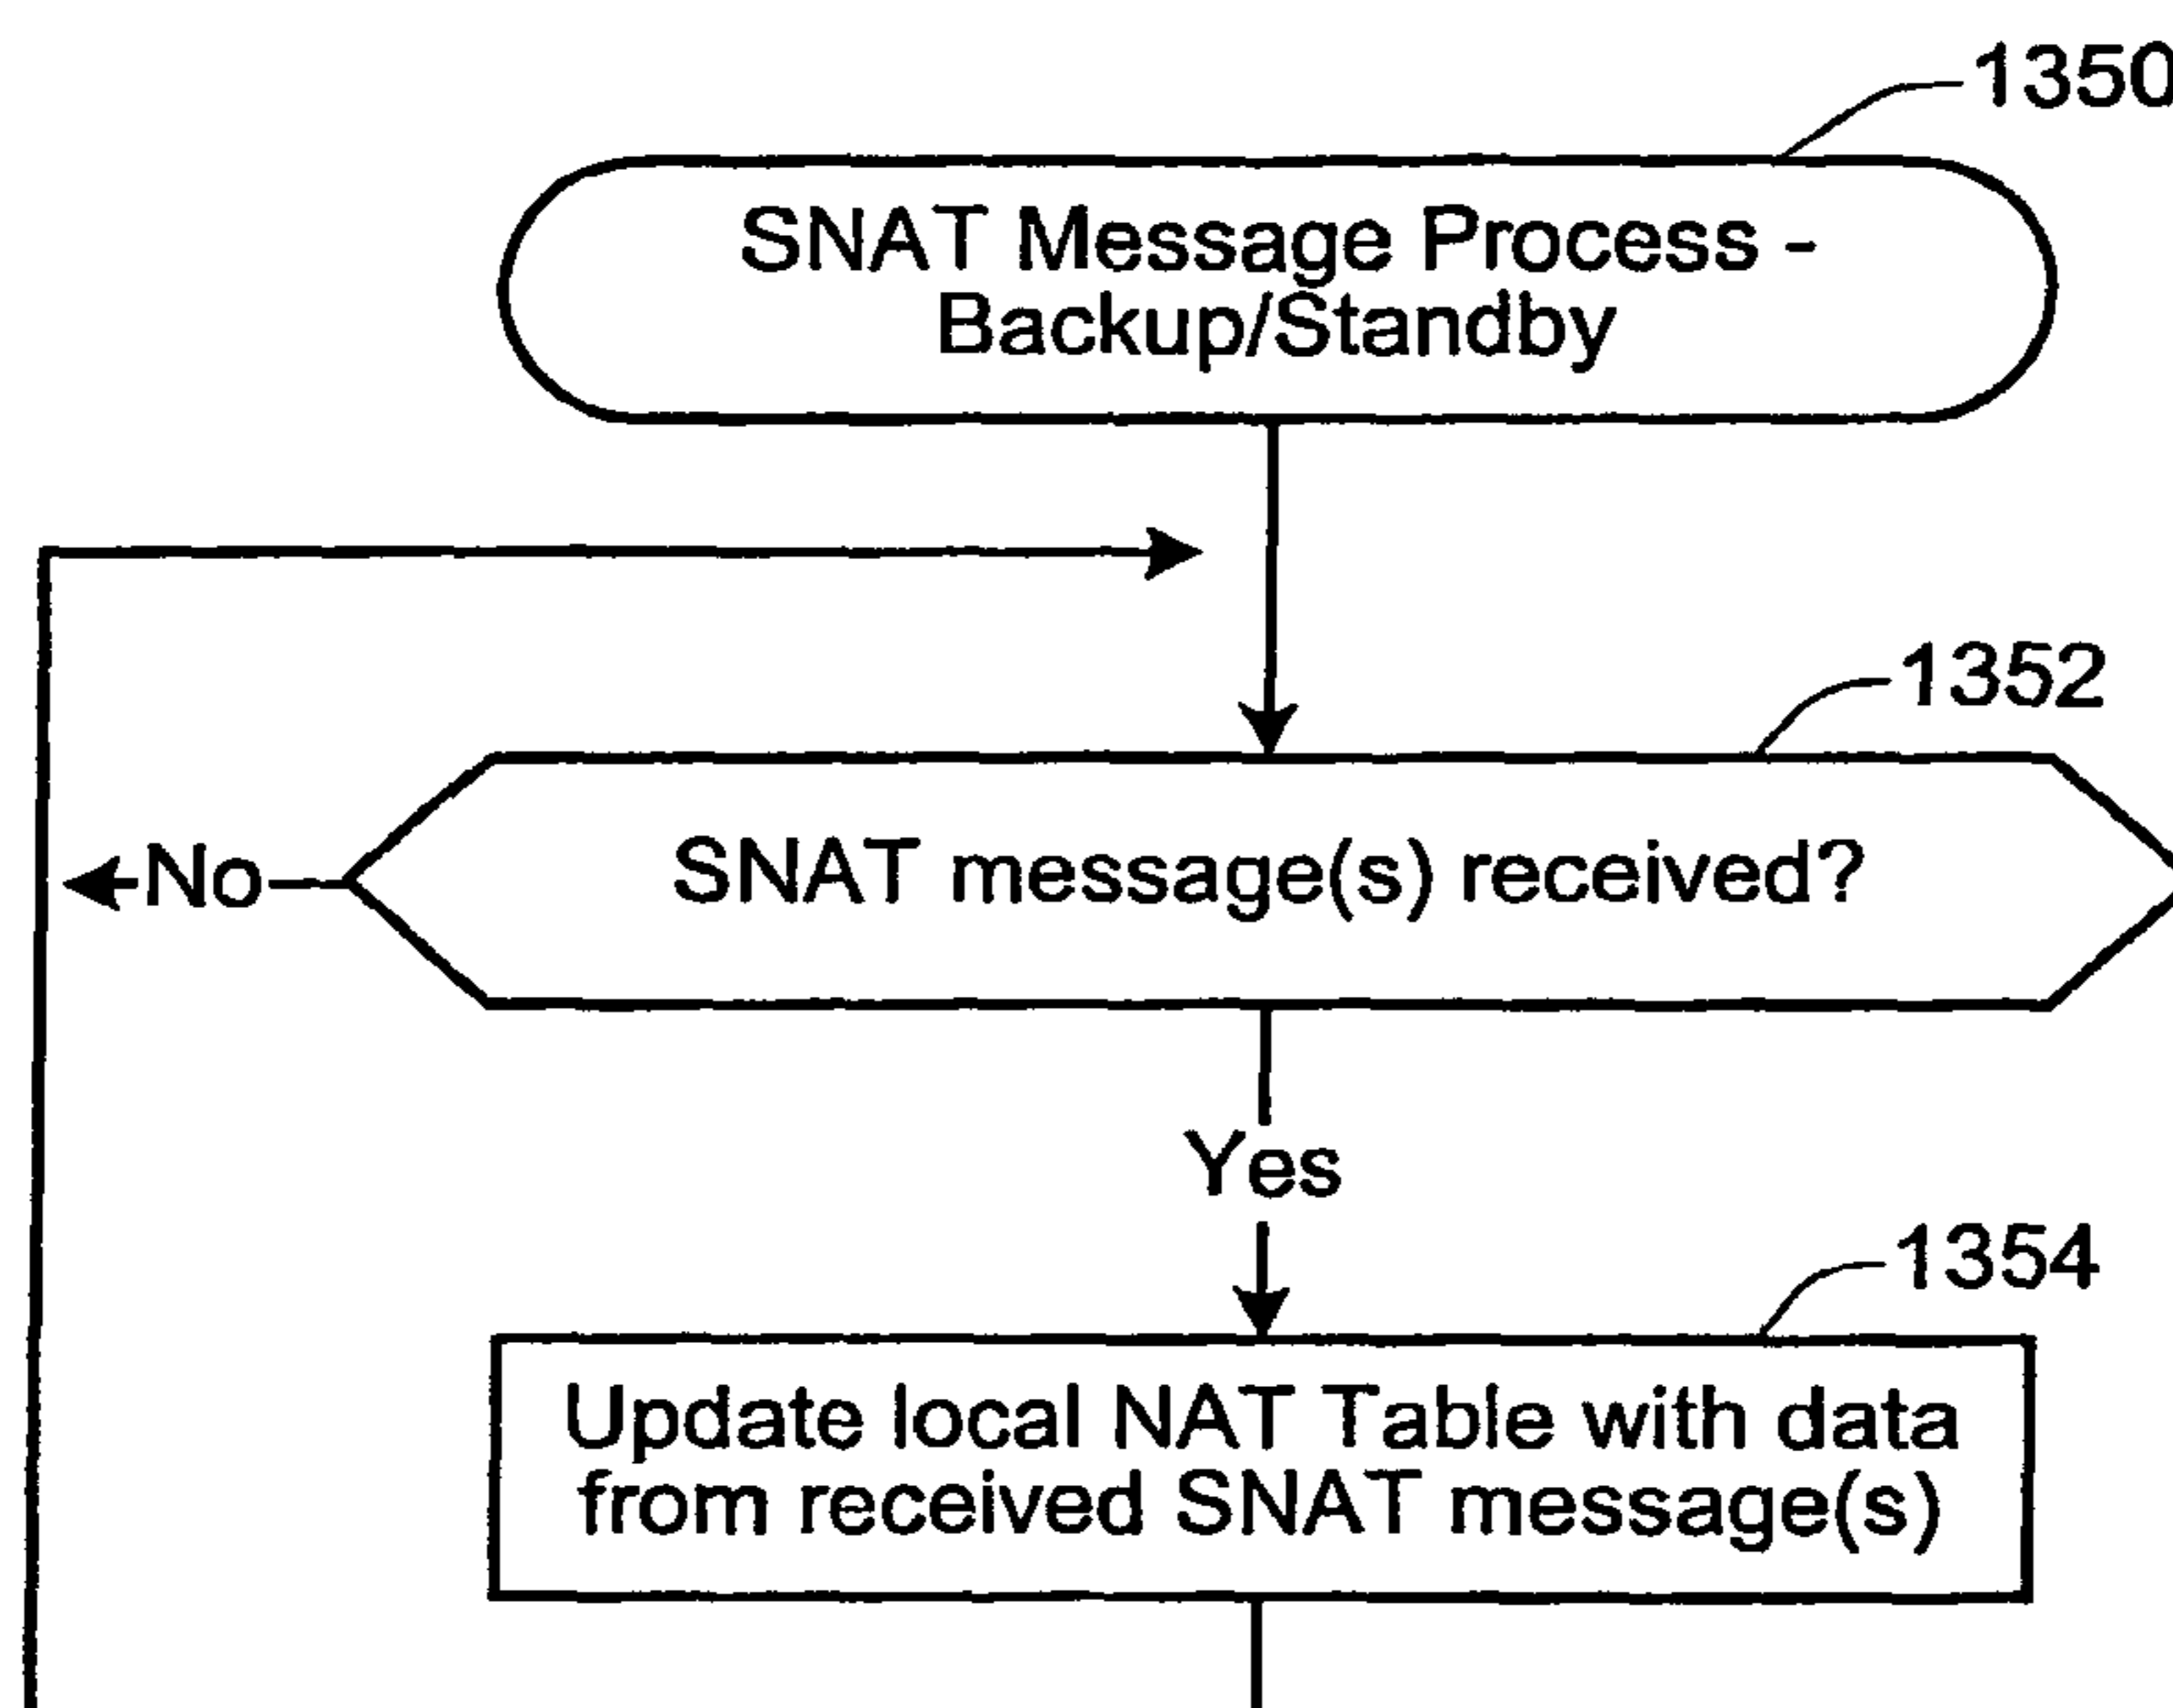 1350
SNAT Message Process -
Backup/Standby
1352
SNAT message(s) received?
No
Yes
1354
Update local NAT Table with data
from received SNAT message(s)